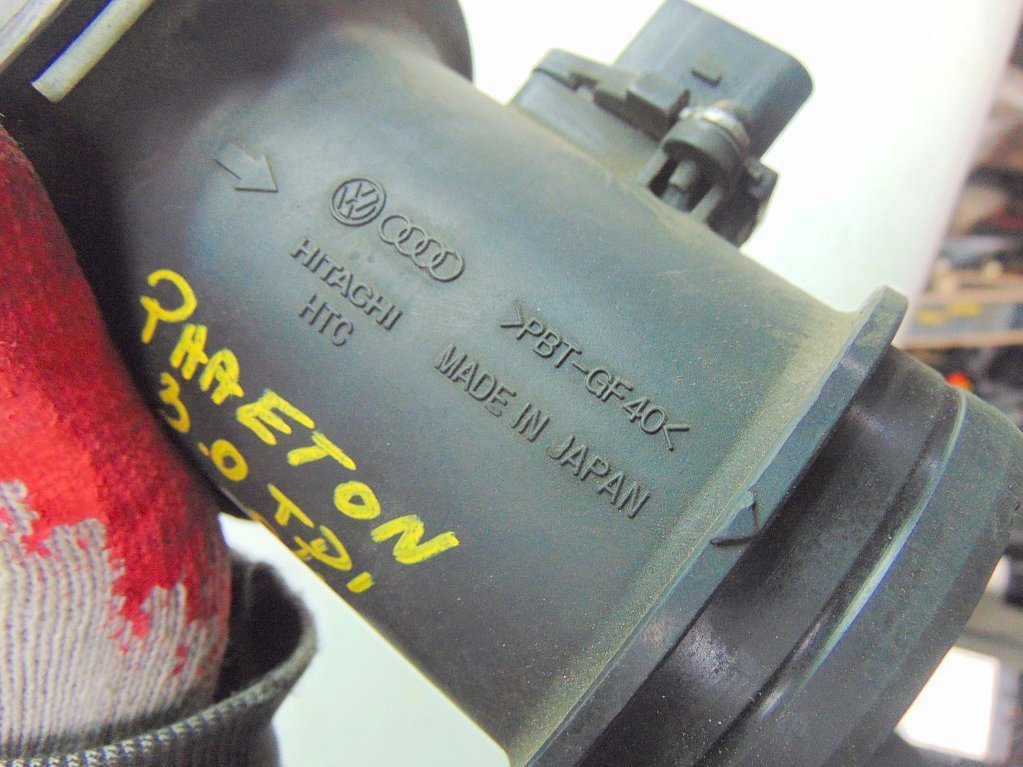 HITACHI
HTC
>PBT-GF40<
MADE IN JAPAN
PHAETON
3.0 TDI